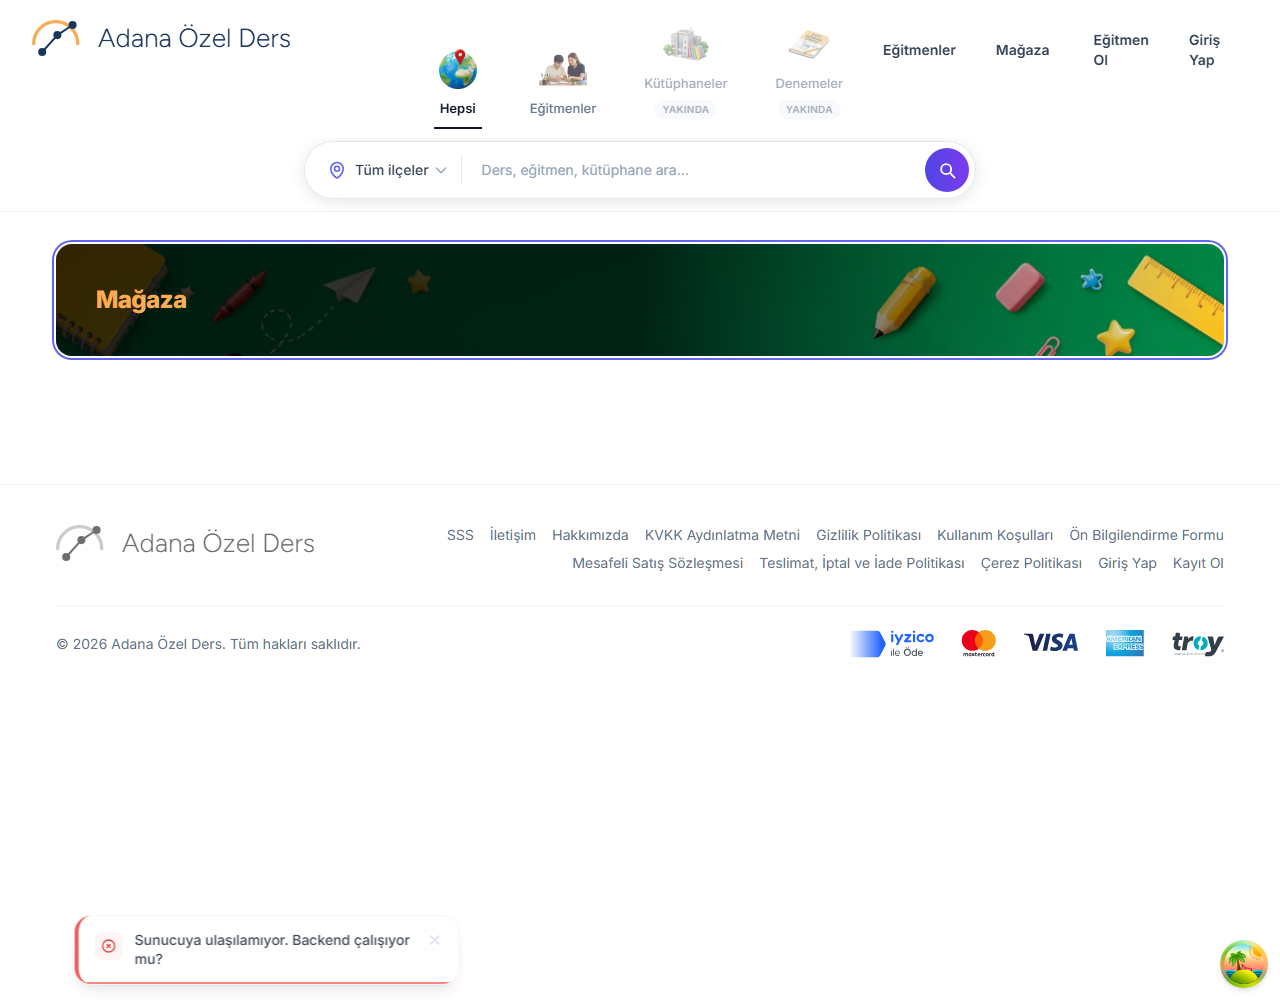 Adana Özel Ders
Hepsi
Eğitmenler
Kütüphaneler
YAKINDA
Denemeler
YAKINDA
Eğitmenler
Mağaza
Eğitmen
Ol
Giriş
Yap
Tüm ilçeler
Ders, eğitmen, kütüphane ara...
Mağaza
Adana Özel Ders
SSS İletişim Hakkımızda KVKK Aydınlatma Metni Gizlilik Politikası Kullanım Koşulları Ön Bilgilendirme Formu
Mesafeli Satış Sözleşmesi Teslimat, İptal ve İade Politikası Çerez Politikası Giriş Yap Kayıt Ol
© 2026 Adana Özel Ders. Tüm hakları saklıdır.
iyzico
ile Öde
mastercard
VISA
AMERICAN
EXPRESS
troy
Sunucuya ulaşılamıyor. Backend çalışıyor
mu?